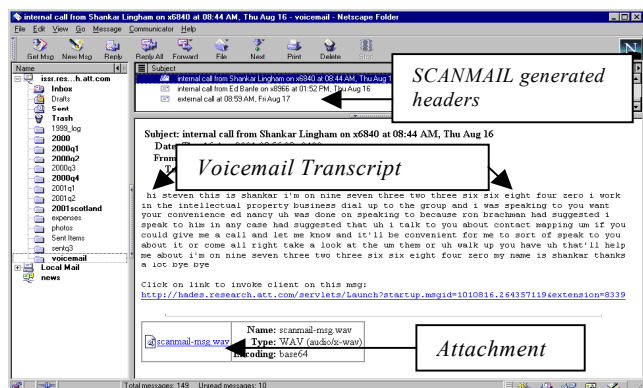 internal call from Shankar Lingham on x6840 at 08:44 AM, Thu Aug 16 - voicemail - Netscape Folder
File Edit View Go Message Communicator Help
Get Msg New Msg Reply Reply All Forward File Next Print Delete Stop
Name
issr.res...h.att.com
Inbox
Drafts
Sent
Trash
1999_log
2000
2000q1
2000q2
2000q3
2000q4
2001q1
2001q2
2001scotland
expenses
photos
Sent Items
sentq3
voicemail
Local Mail
news
Subject
internal call from Shankar Lingham on x6840 at 08:44 AM, Thu Aug 1
internal call from Ed Banfe on x8966 at 01:52 PM, Thu Aug 16
external call at 08:59 AM, Fri Aug 17
SCANMAIL generated
headers
Subject: internal call from Shankar Lingham on x6840 at 08:44 AM, Thu Aug 16
Date:
From
Voicemail Transcript
hi steven this is shankar i'm on nine seven three two three six six eight four zero i work
in the intellectual property business dial up to the group and i was speaking to you want
your convenience ed nancy uh was done on speaking to because ron brachman had suggested i
speak to him in any case had suggested that uh i talk to you about contact mapping um if you
could give me a call and let me know and it'll be convenient for me to sort of speak to you
about it or come all right take a look at the um them or uh walk up you have uh that'll help
me about i'm on nine seven three two three six six eight four zero my name is shankar thanks
a lot bye bye
Click on link to invoke client on this msg:
http://hades.research.att.com/servlets/Launch?startup.msgid=1010816.264357119&extension=8339
scanmail-msg.wav
Name: scanmail-msg.wav
Type: WAV (audio/x-wav)
Encoding: base64
Attachment
Total messages: 149 Unread messages: 10